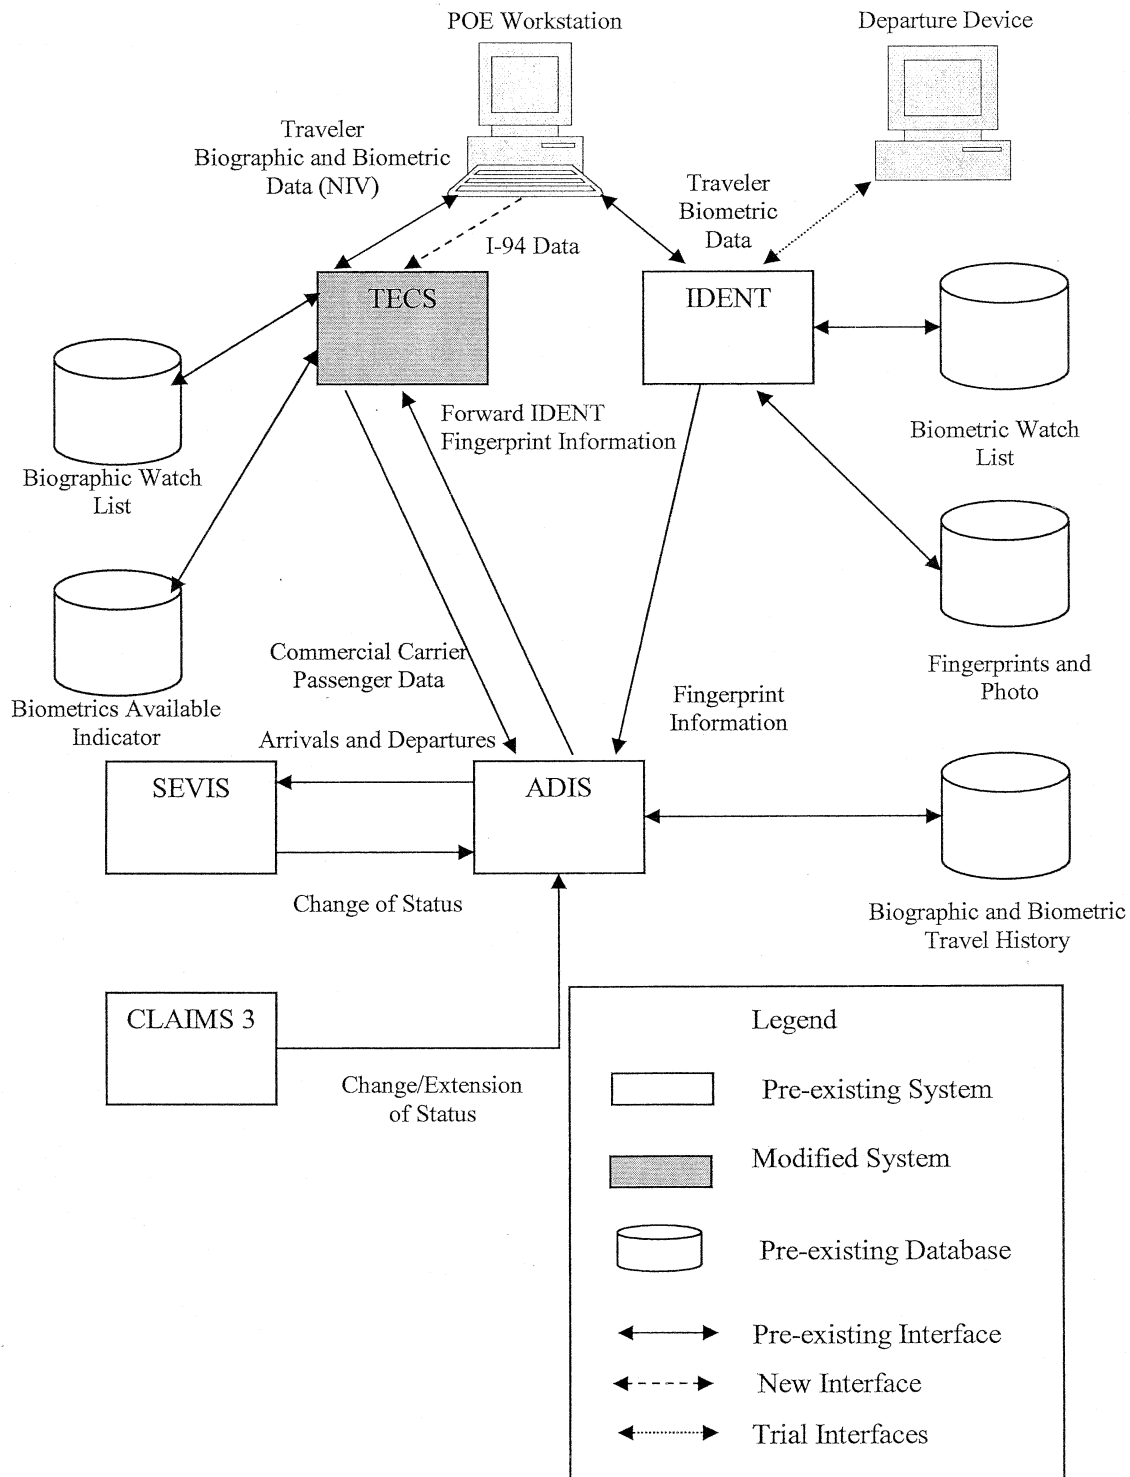 POE Workstation
Departure Device
Traveler
Biographic and Biometric
Data (NIV)
Traveler
Biometric
Data
I-94 Data
TECS
IDENT
Forward IDENT
Fingerprint Information
Biometric Watch
List
Biographic Watch
List
Commercial Carrier
Passenger Data
Fingerprints and
Photo
Fingerprint
Information
Biometrics Available
Indicator
Arrivals and Departures
SEVIS
ADIS
Change of Status
Biographic and Biometric
Travel History
CLAIMS 3
Change/Extension
of Status
Legend
Pre-existing System
Modified System
Pre-existing Database
Pre-existing Interface
New Interface
Trial Interfaces